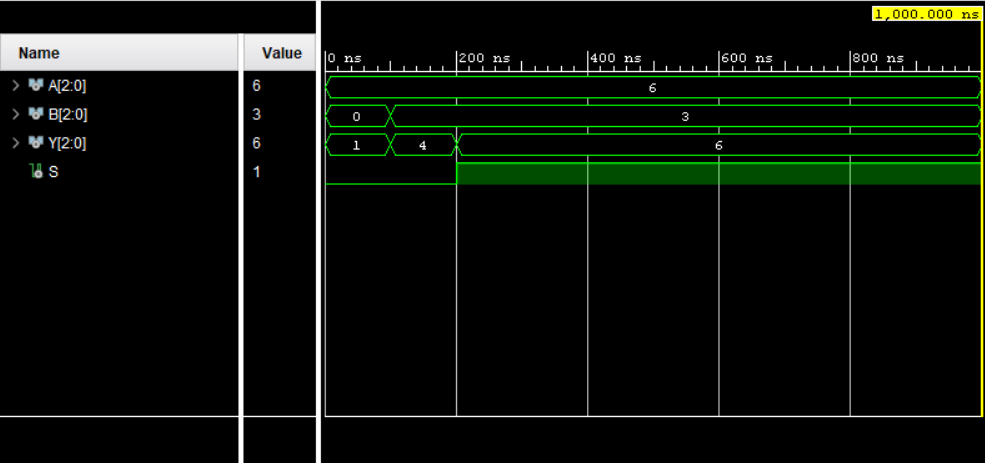 1,000.000 ns
Name Value
0 ns 200 ns 400 ns 600 ns 800 ns
A[2:0] 6 6
B[2:0] 3 0 3
Y[2:0] 6 1 4 6
S 1